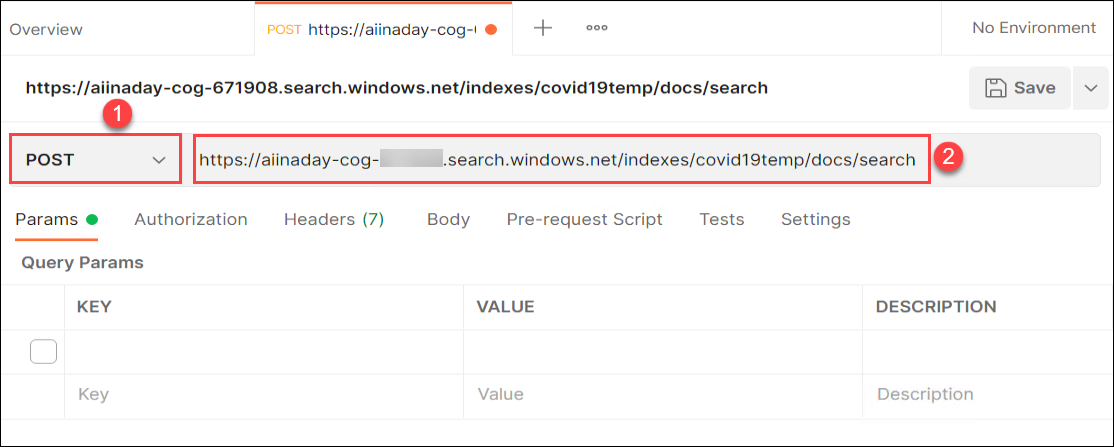 Overview
POST https://aiinaday-cog-
No Environment
https://aiinaday-cog-671908.search.windows.net/indexes/covid19temp/docs/search
Save
1
POST
https://aiinaday-cog- .search.windows.net/indexes/covid19temp/docs/search
2
Params Authorization Headers (7) Body Pre-request Script Tests Settings
Query Params
KEY VALUE DESCRIPTION
Key Value Description